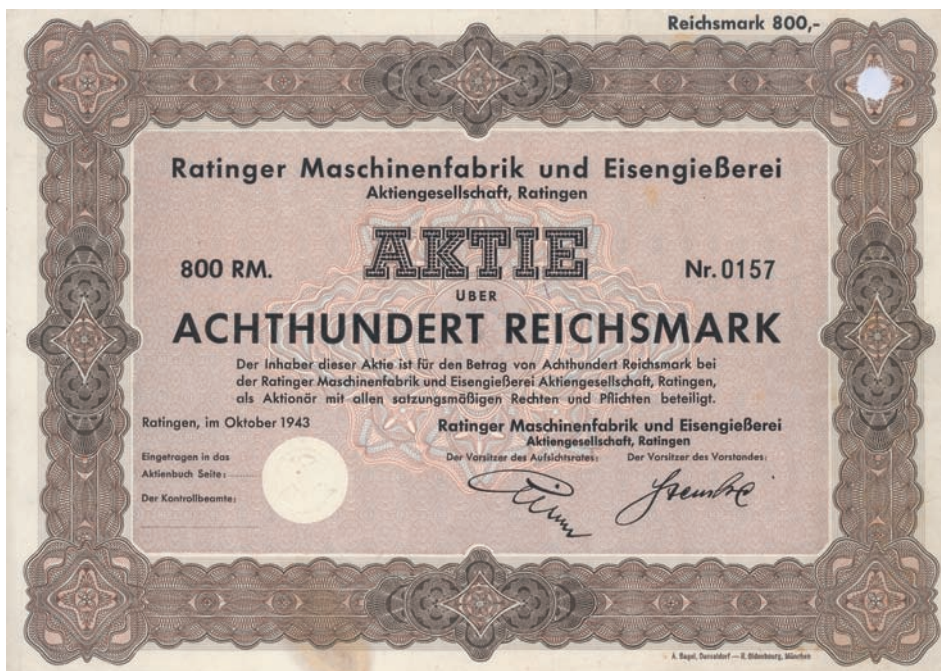 Reichsmark 800,-
Ratinger Maschinenfabrik und Eisengießerei
Aktiengesellschaft, Ratingen
AKTIE
800 RM.
Nr. 0157
ÜBER
ACHTHUNDERT REICHSMARK
Der Inhaber dieser Aktie ist für den Betrag von Achthundert Reichsmark bei
der Ratinger Maschinenfabrik und Eisengießerei Aktiengesellschaft, Ratingen,
als Aktionär mit allen satzungsmäßigen Rechten und Pflichten beteiligt.
Ratingen, im Oktober 1943
Ratinger Maschinenfabrik und Eisengießerei
Aktiengesellschaft, Ratingen
Eingetragen in das
Aktienbuch Seite:
Der Kontrollbeamte:
Der Vorsitzer des Aufsichtsrates:
Der Vorsitzer des Vorstandes:
A. Bagel, Düsseldorf — R. Oldenbourg, München